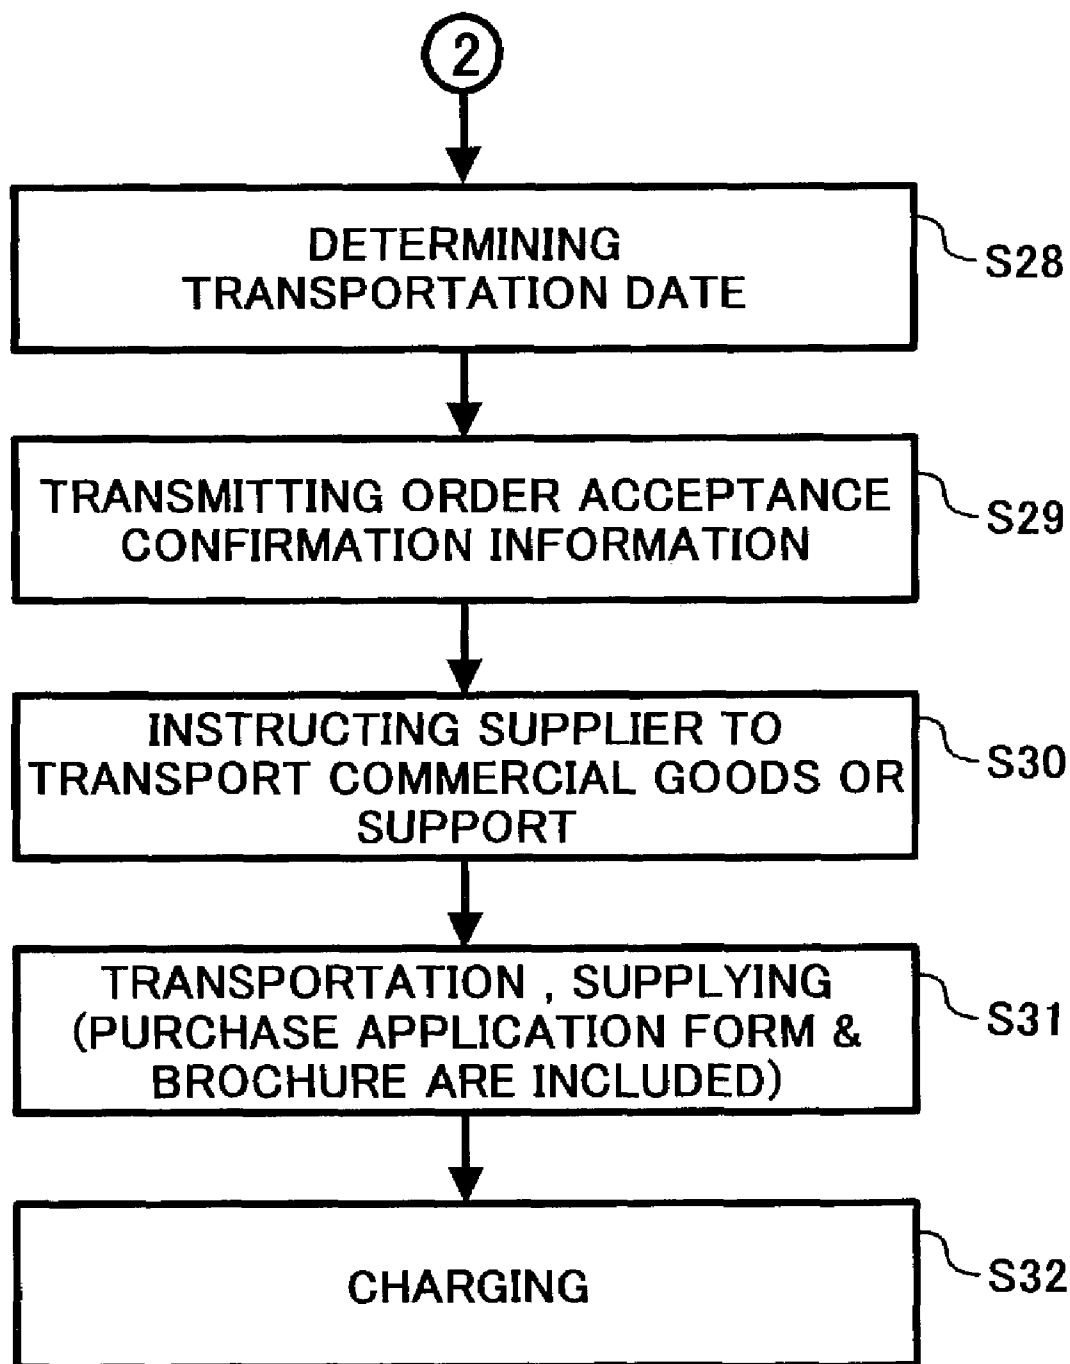 2
DETERMINING
TRANSPORTATION DATE
S28
TRANSMITTING ORDER ACCEPTANCE
CONFIRMATION INFORMATION
S29
INSTRUCTING SUPPLIER TO
TRANSPORT COMMERCIAL GOODS OR
SUPPORT
S30
TRANSPORTATION , SUPPLYING
(PURCHASE APPLICATION FORM &
BROCHURE ARE INCLUDED)
S31
CHARGING
S32